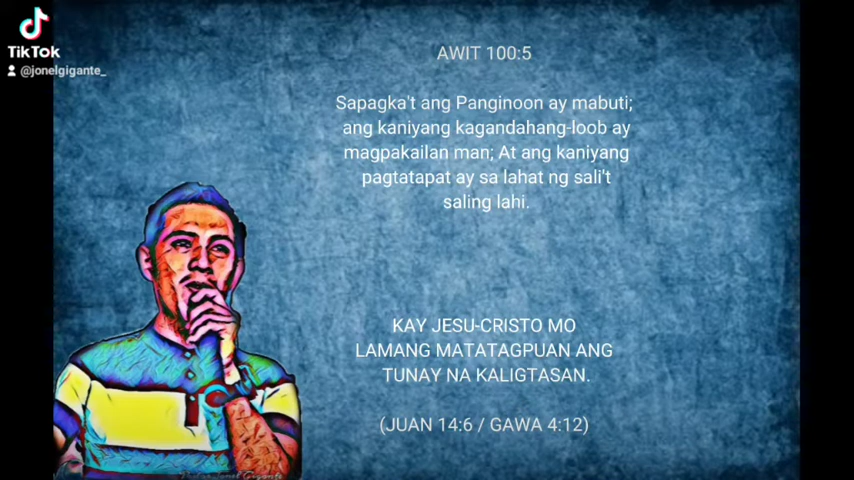 TikTok
@jonelgigante_
AWIT 100:5
Sapagka't ang Panginoon ay mabuti;
ang kaniyang kagandahang-loob ay
magpakailan man; At ang kaniyang
pagtatapat ay sa lahat ng sali't
saling lahi.
KAY JESU-CRISTO MO
LAMANG MATATAGPUAN ANG
TUNAY NA KALIGTASAN.
(JUAN 14:6 / GAWA 4:12)
Jonel Gigante